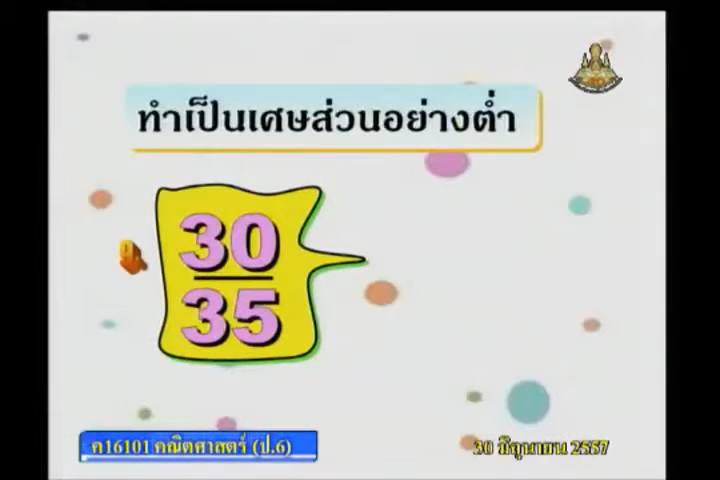 ทำเป็นเศษส่วนอย่างต่ำ
30
35
ค16101 คณิตศาสตร์ (ป.6)
30 มิถุนายน 2557